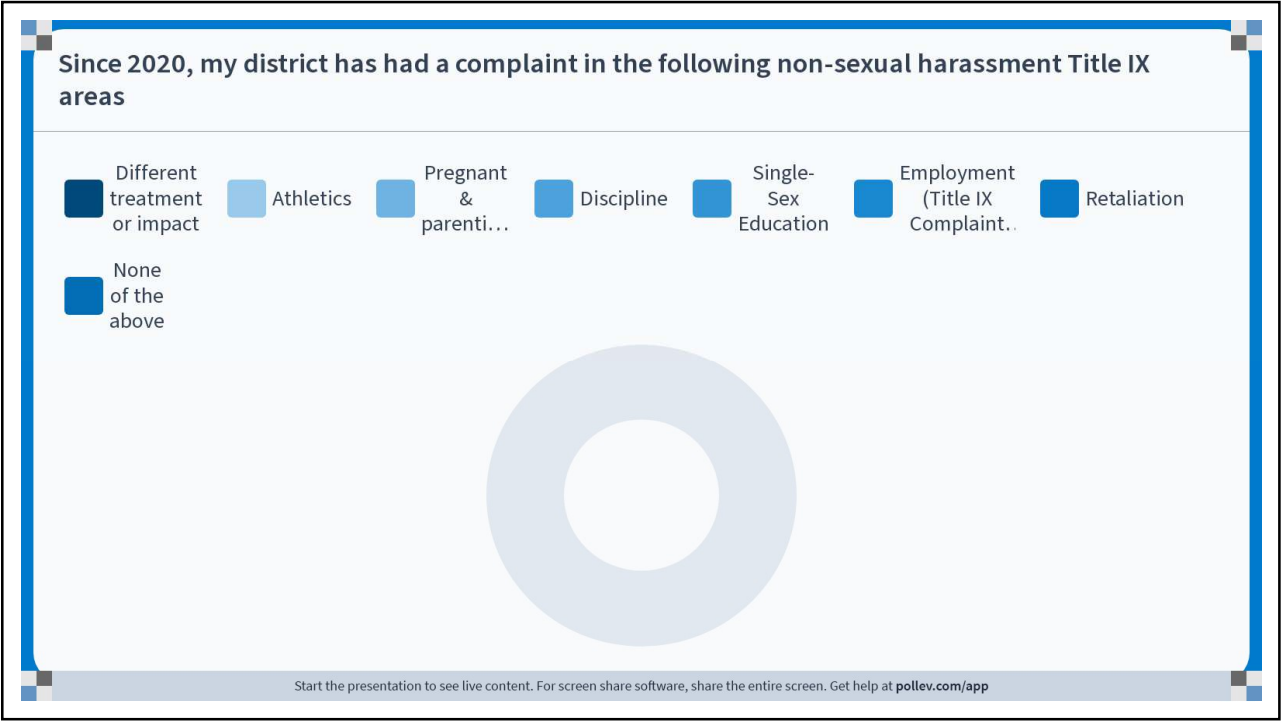 Since 2020, my district has had a complaint in the following non-sexual harassment Title IX
areas
Different
treatment
or impact
Athletics
Pregnant
&
parenti…
Discipline
Single-
Sex
Education
Employment
(Title IX
Complaint..
Retaliation
None
of the
above
Start the presentation to see live content. For screen share software, share the entire screen. Get help at pollev.com/app